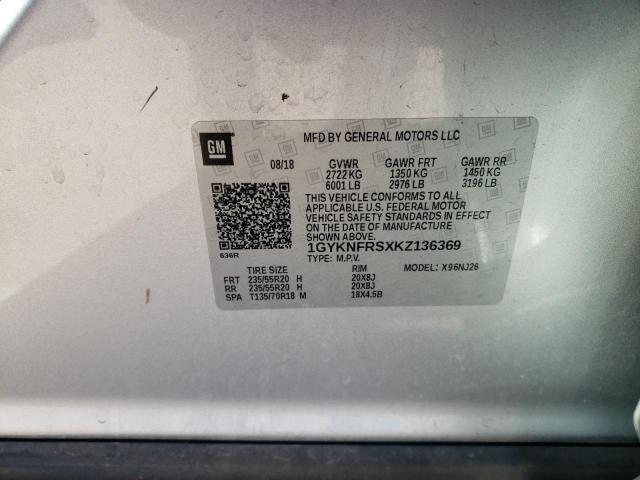 GM
MFD BY GENERAL MOTORS LLC
08/18 GVWR GAWR FRT GAWR RR
2722 KG 1350 KG 1450 KG
6001 LB 2976 LB 3196 LB
THIS VEHICLE CONFORMS TO ALL
APPLICABLE U.S. FEDERAL MOTOR
VEHICLE SAFETY STANDARDS IN EFFECT
ON THE DATE OF MANUFACTURE
SHOWN ABOVE.
1GYKNFRSXKZ136369
636R
TYPE: M.P.V. MODEL: X96NJ26
TIRE SIZE RIM
FRT 235/55R20 H 20X8J
RR 235/55R20 H 20X8J
SPA T135/70R18 M 18X4.5B